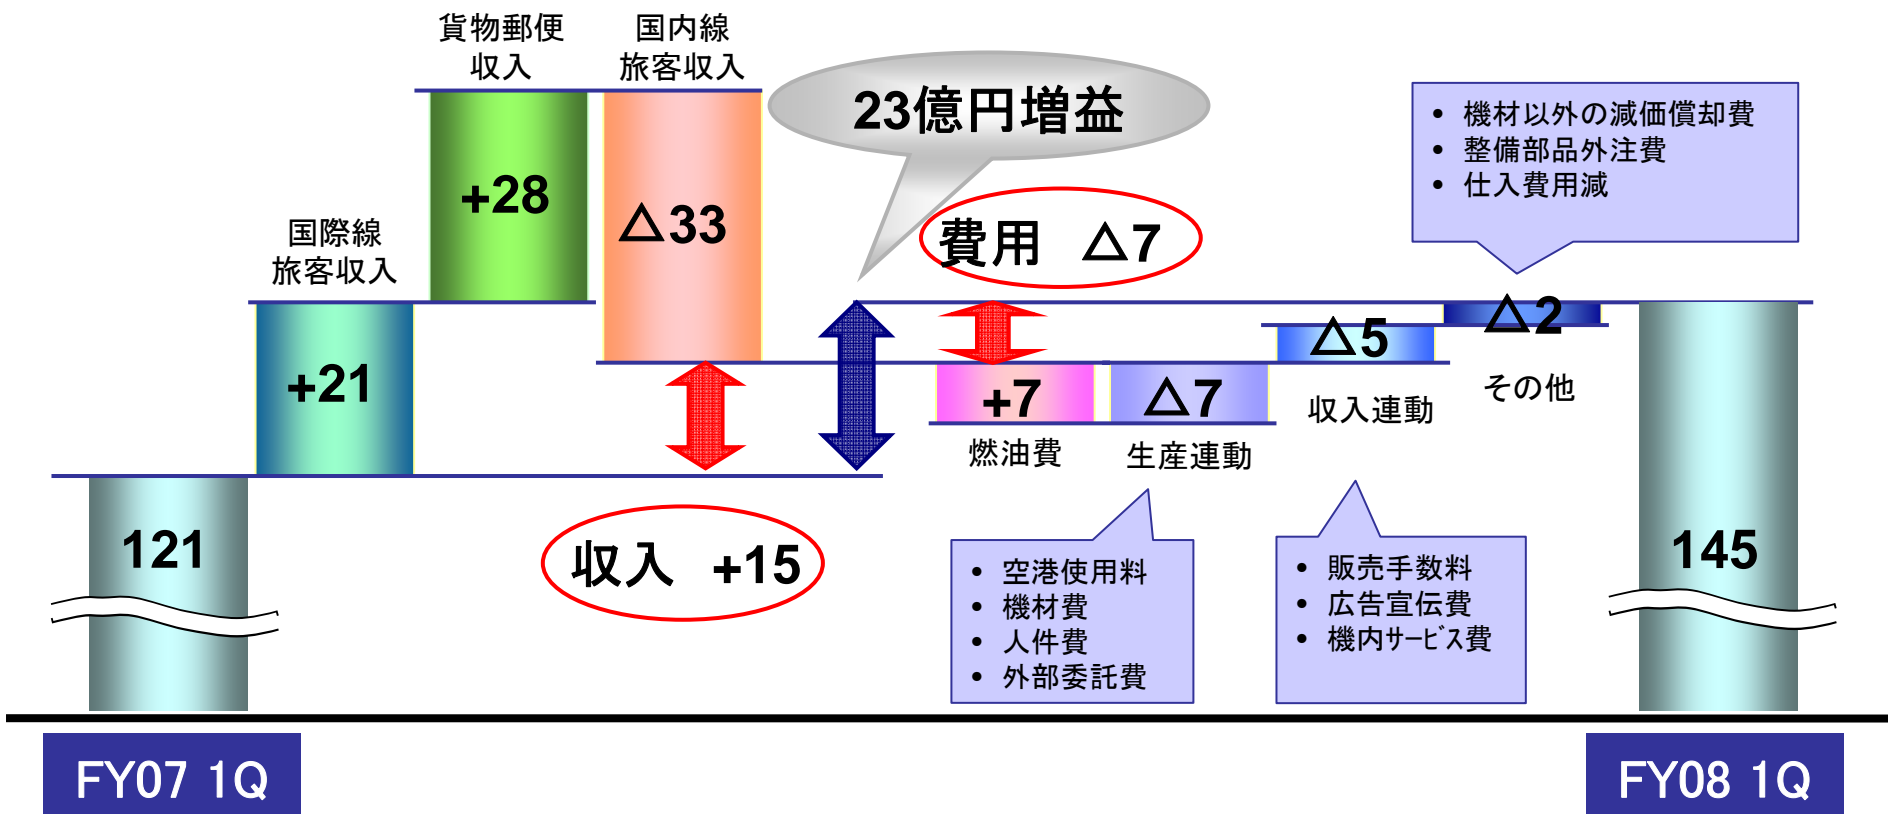 貨物郵便
収入
国内線
旅客収入
23億円増益
• 機材以外の減価償却費
• 整備部品外注費
• 仕入費用減
+28
△33
国際線
旅客収入
費用 △7
+21
△2
△5
+7
△7
その他
収入連動
燃油費
生産連動
121
収入 +15
145
• 空港使用料
• 機材費
• 人件費
• 外部委託費
• 販売手数料
• 広告宣伝費
• 機内ｻｰﾋﾞｽ費
FY07 1Q
FY08 1Q